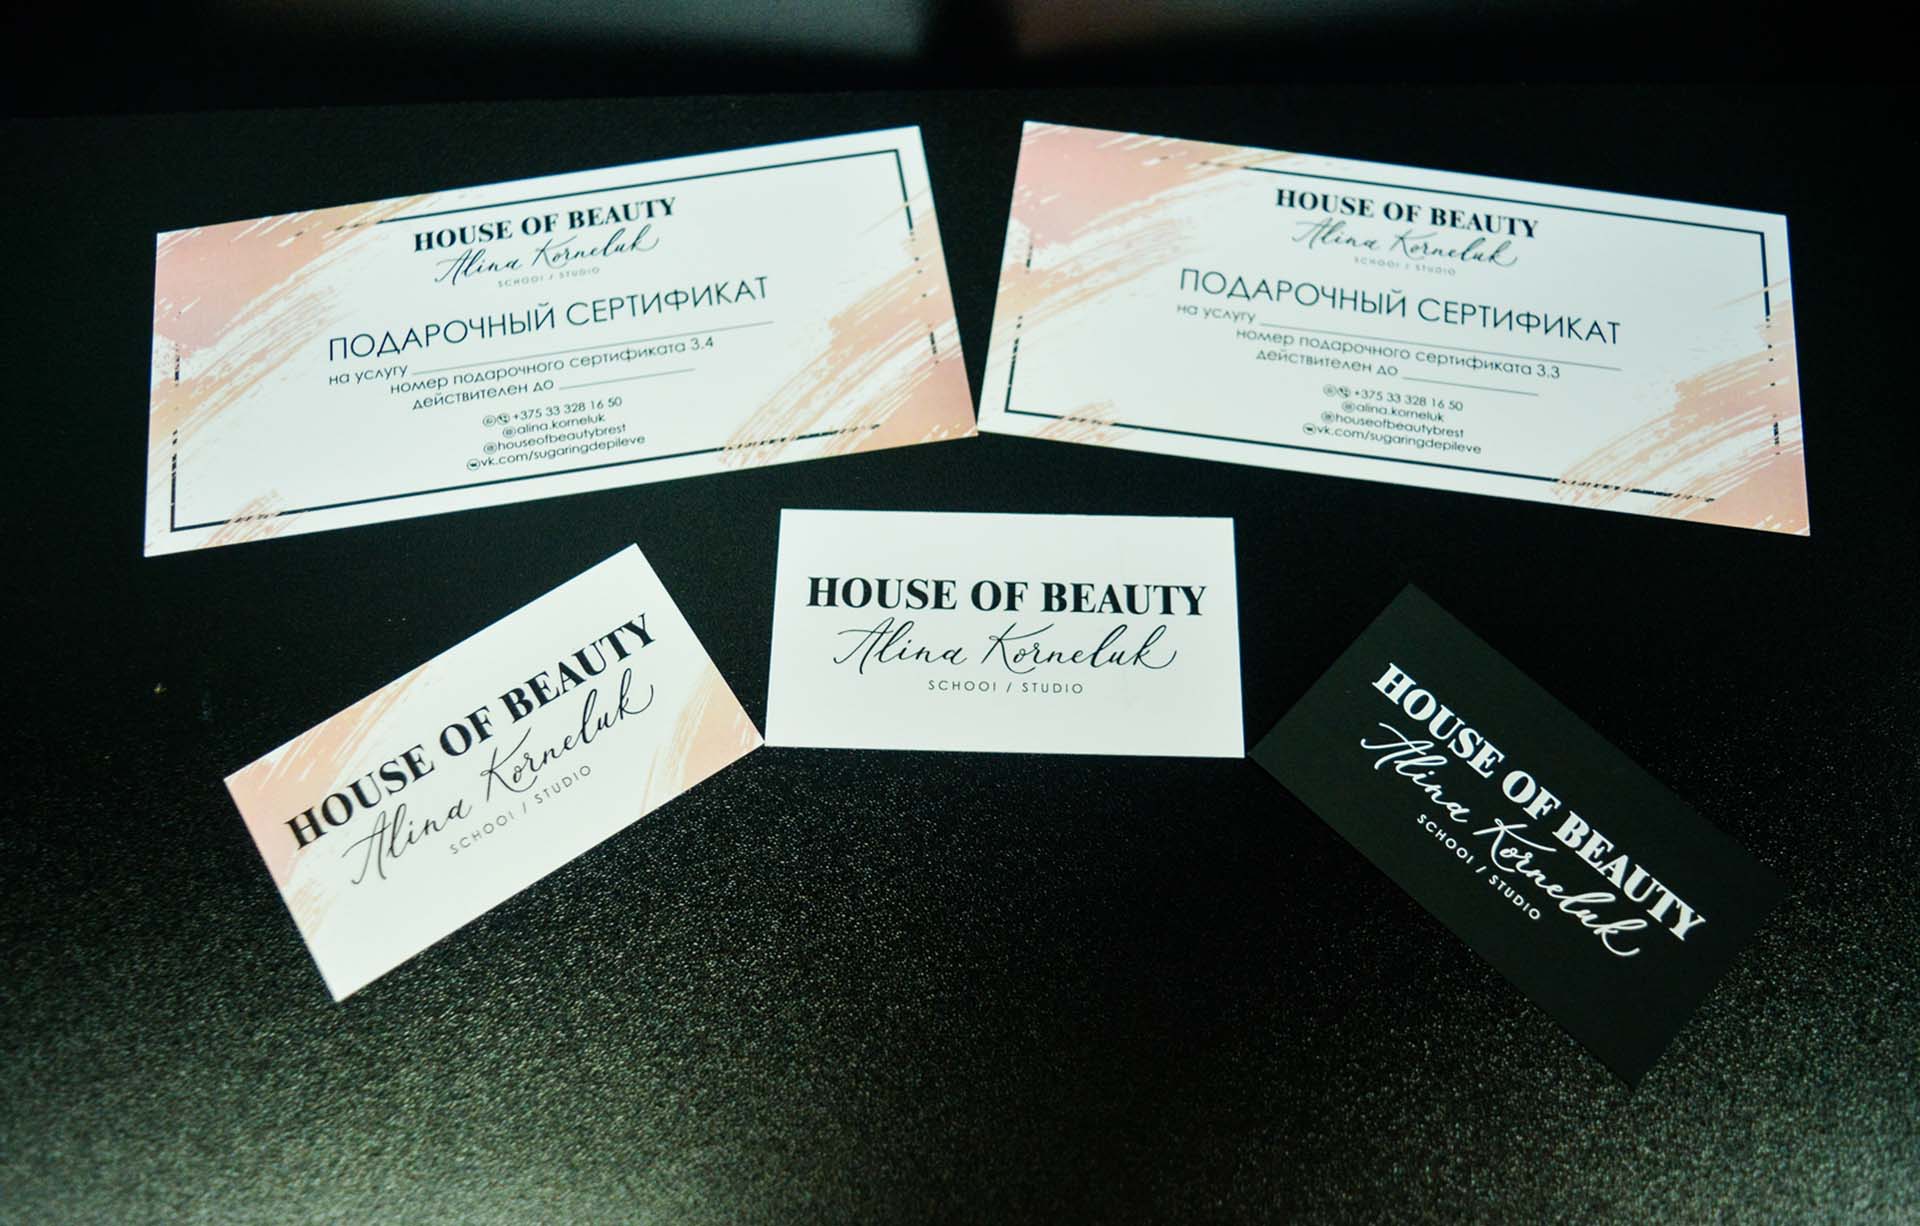 HOUSE OF BEAUTY
Alina Korneluk
SCHOOl / STUDIO
ПОДАРОЧНЫЙ СЕРТИФИКАТ
на услугу
номер подарочного сертификата 3.4
действителен до
+375 33 328 16 50
@alina.korneluk
@houseofbeautybrest
vk.com/sugaringdepileve
HOUSE OF BEAUTY
Alina Korneluk
SCHOOl / STUDIO
ПОДАРОЧНЫЙ СЕРТИФИКАТ
на услугу
номер подарочного сертификата 3.3
действителен до
+375 33 328 16 50
@alina.korneluk
@houseofbeautybrest
vk.com/sugaringdepileve
HOUSE OF BEAUTY
Alina Korneluk
SCHOOl / STUDIO
HOUSE OF BEAUTY
Alina Korneluk
SCHOOl / STUDIO
HOUSE OF BEAUTY
Alina Korneluk
SCHOOl / STUDIO